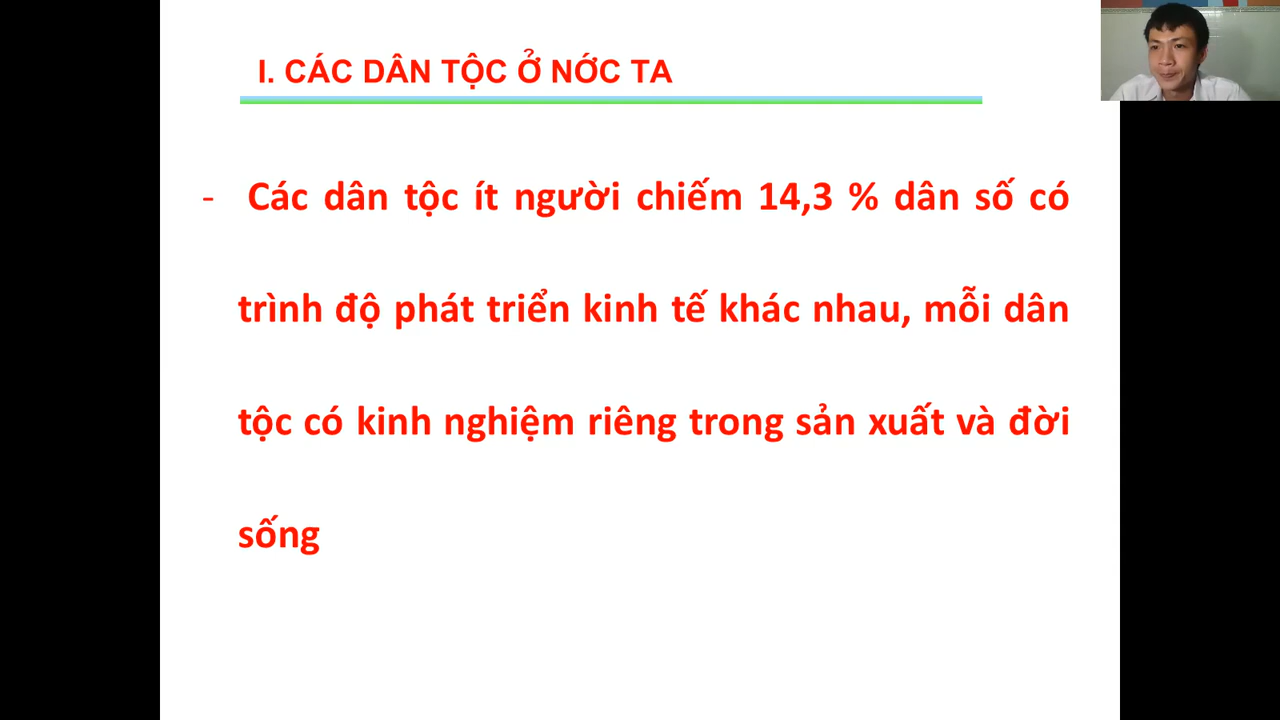 I. CÁC DÂN TỘC Ở NỚC TA
- Các dân tộc ít người chiếm 14,3 % dân số có
trình độ phát triển kinh tế khác nhau, mỗi dân
tộc có kinh nghiệm riêng trong sản xuất và đời
sống